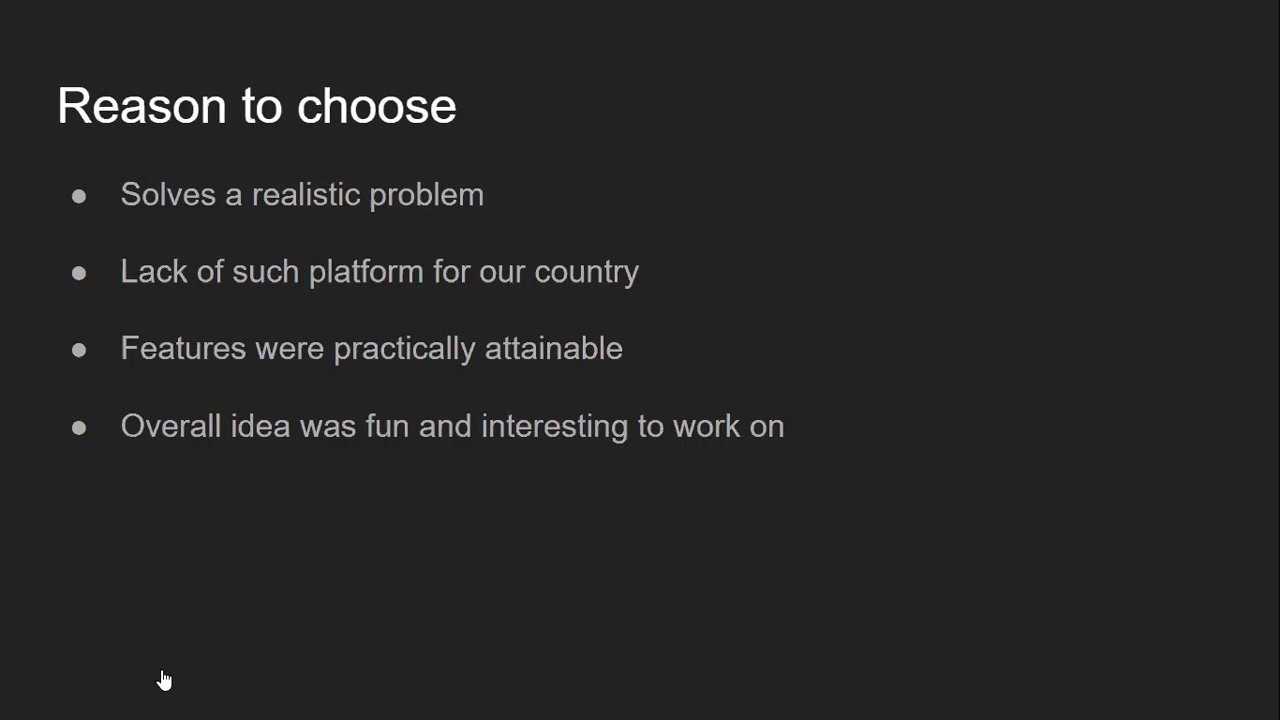 Reason to choose
● Solves a realistic problem
● Lack of such platform for our country
● Features were practically attainable
● Overall idea was fun and interesting to work on